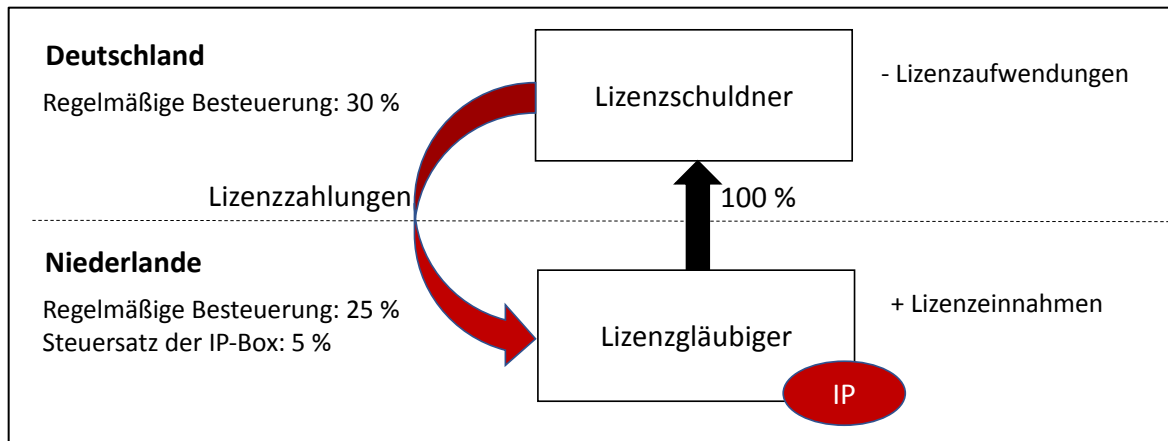 Deutschland
Regelmäßige Besteuerung: 30 %
Lizenzschuldner
- Lizenzaufwendungen
Lizenzzahlungen
100 %
Niederlande
Regelmäßige Besteuerung: 25 %
Steuersatz der IP-Box: 5 %
Lizenzgläubiger
+ Lizenzeinnahmen
IP